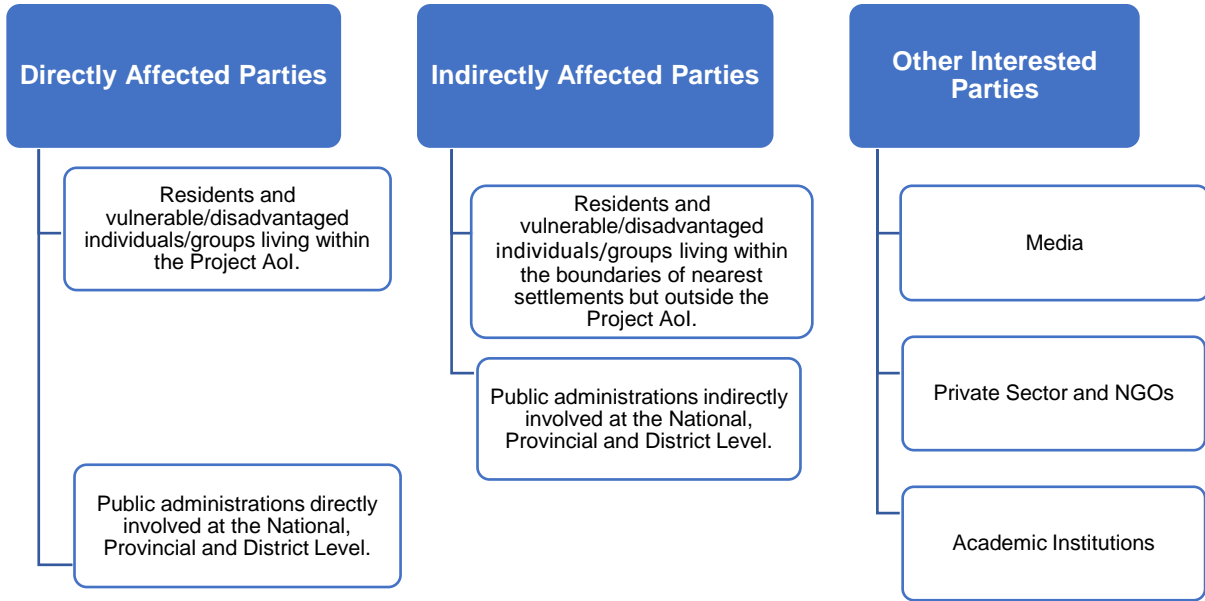 Directly Affected Parties
Residents and
vulnerable/disadvantaged
individuals/groups living within
the Project AoI.
Public administrations directly
involved at the National,
Provincial and District Level.
Indirectly Affected Parties
Residents and
vulnerable/disadvantaged
individuals/groups living within
the boundaries of nearest
settlements but outside the
Project AoI.
Public administrations indirectly
involved at the National,
Provincial and District Level.
Other Interested
Parties
Media
Private Sector and NGOs
Academic Institutions